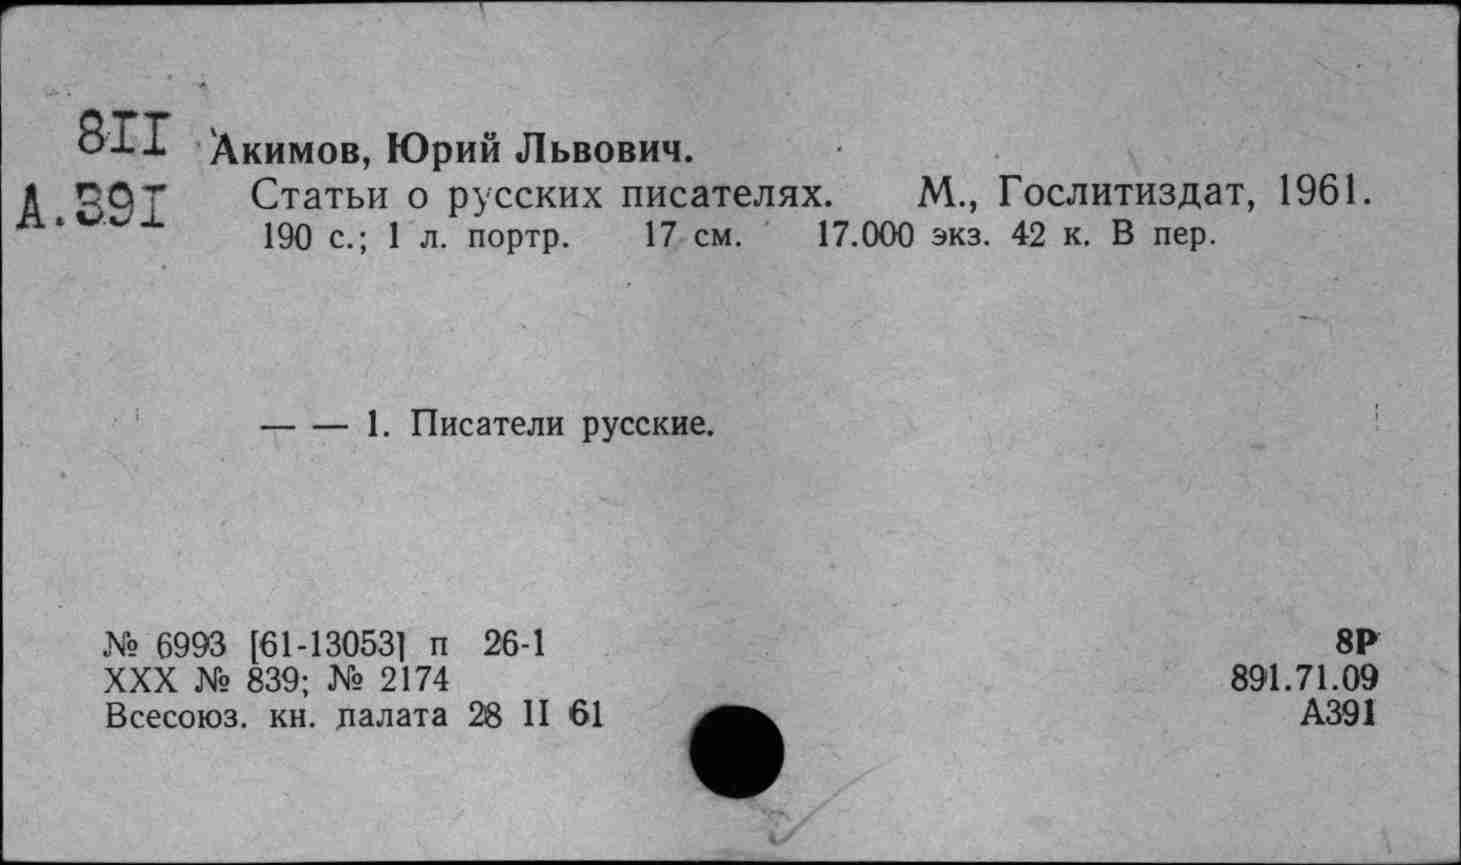 8II
А.39I
Акимов, Юрий Львович.
Статьи о русских писателях. М., Гослитиздат, 1961.
190 с.; 1 л. портр. 17 см. 17.000 экз. 42 к. В пер.
— — 1. Писатели русские.
№ 6993 [61-13053] п 26-1
XXX № 839; № 2174
Всесоюз. кн. палата 28 II 61
8Р
891.71.09
А391